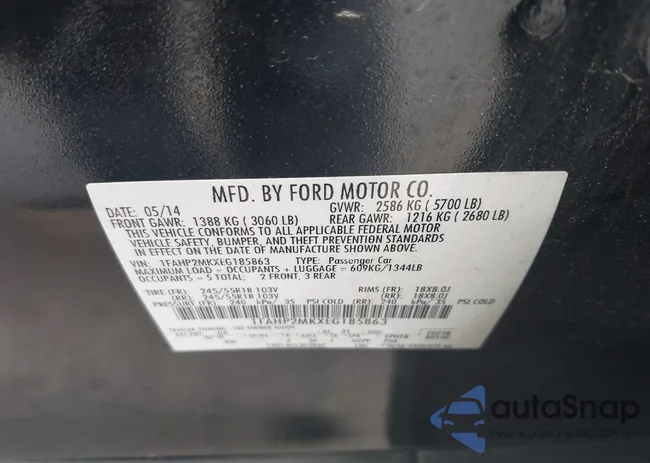 MFD. BY FORD MOTOR CO.
DATE: 05/14 GVWR: 2586 KG ( 5700 LB)
FRONT GAWR: 1388 KG ( 3060 LB) REAR GAWR: 1216 KG ( 2680 LB)
THIS VEHICLE CONFORMS TO ALL APPLICABLE FEDERAL MOTOR
VEHICLE SAFETY, BUMPER, AND THEFT PREVENTION STANDARDS
IN EFFECT ON THE DATE OF MANUFACTURE SHOWN ABOVE.
VIN: 1FAHP2MKXEG185863 TYPE: Passenger Car
MAXIMUM LOAD = OCCUPANTS + LUGGAGE = 609KG/1344LB
OCCUPANTS = 5 TOTAL: 2 FRONT, 3 REAR
TIRE (FR): 245/55R18 103V RIMS (FR): 18X8.0J
(RR): 245/55R18 103V (RR): 18X8.0J
PRESSURE (FR): 240 kPa/ 35 PSI COLD (RR): 240 kPa/ 35 PSI COLD
1FAHP2MKXEG185863
TRAILER TOWING - SEE OWNER GUIDE
autoSnap